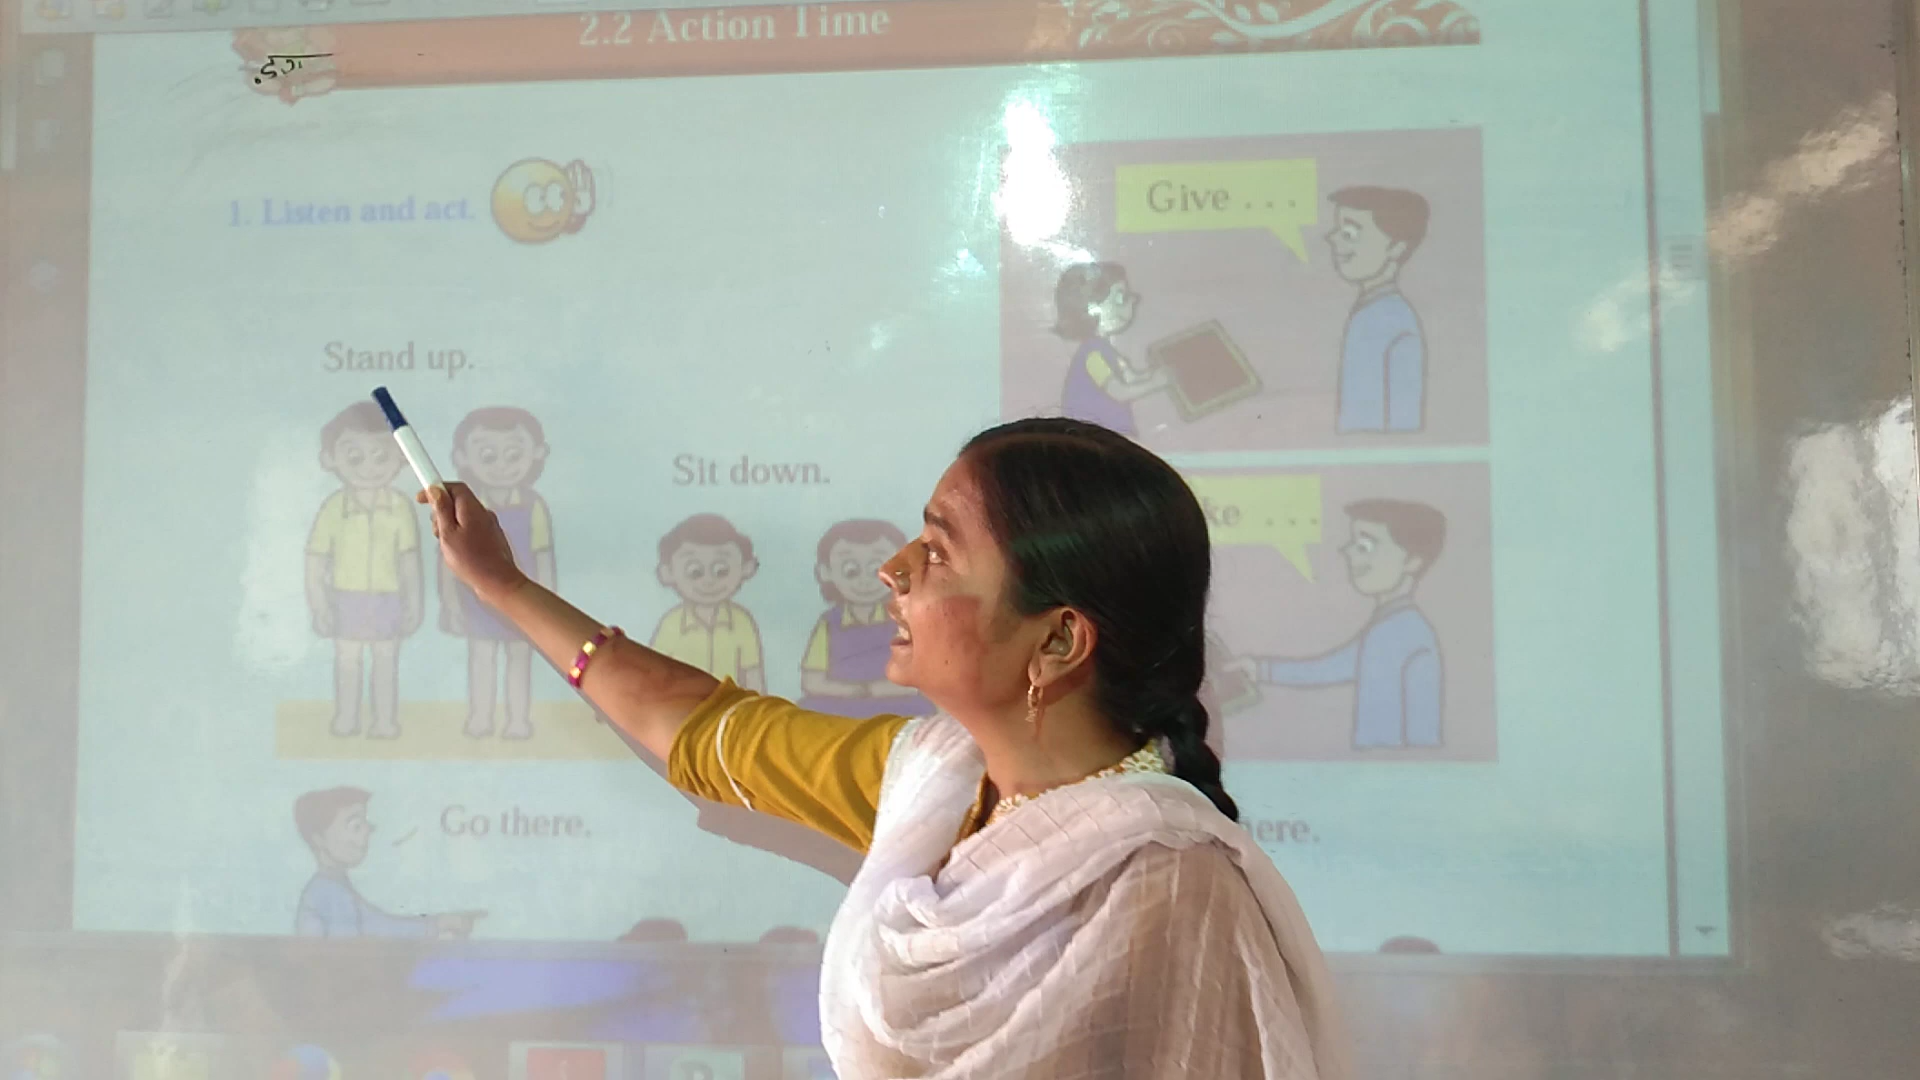 2.2 Action Time
1. Listen and act.
Give . . .
Stand up.
Sit down.
Go there.